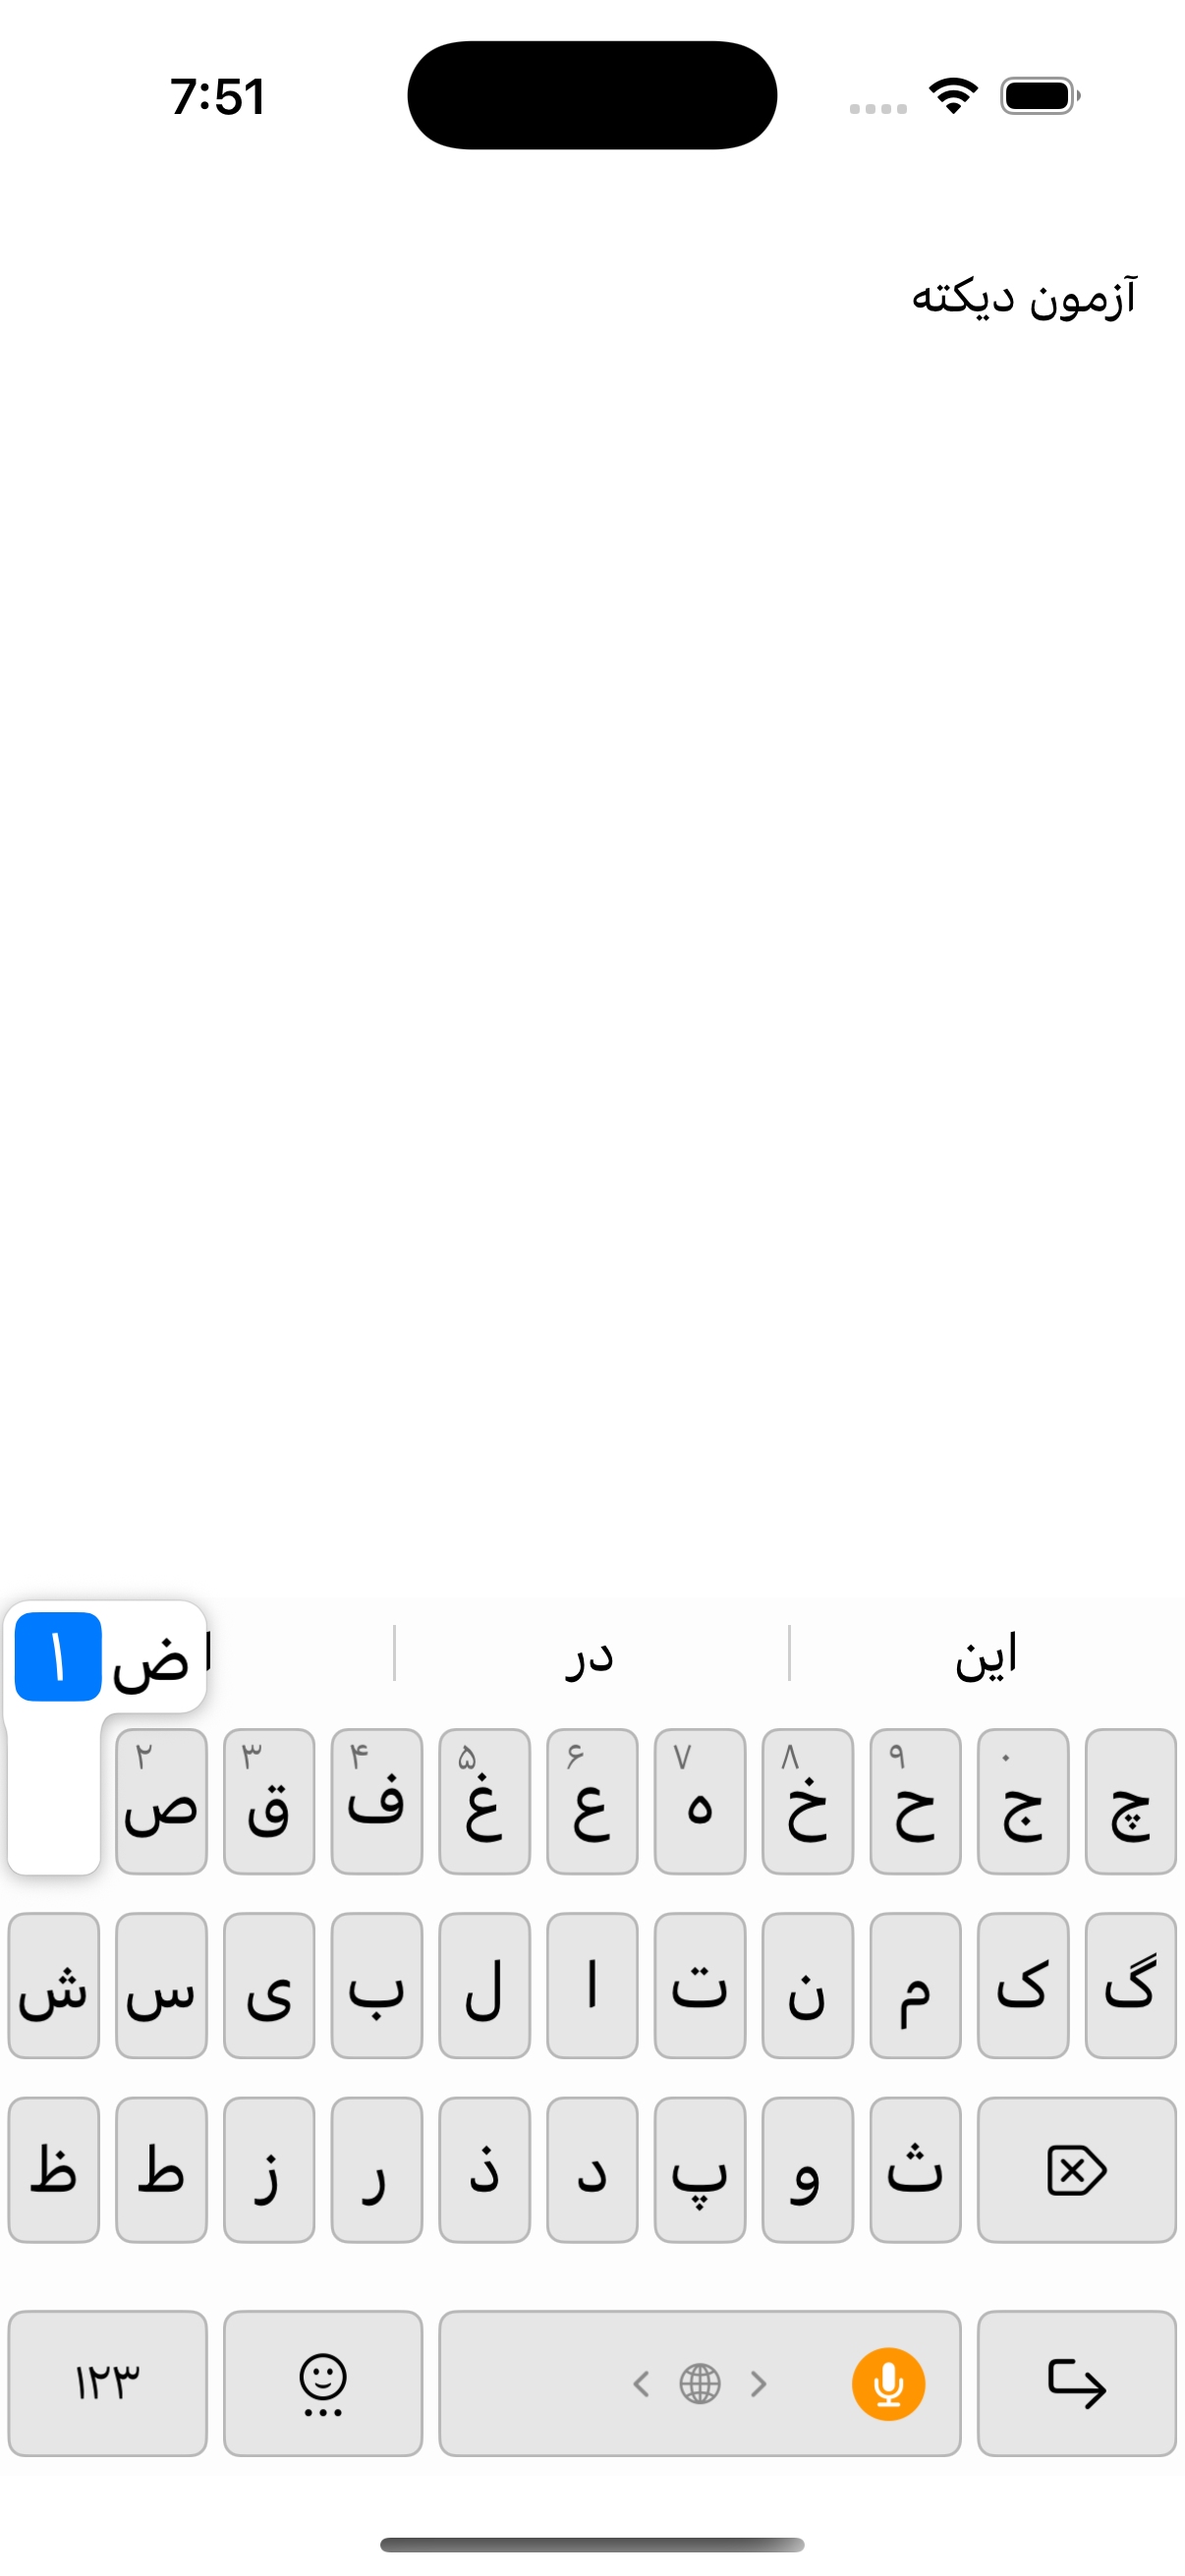 7:51
آزمون دیکته
این
در
۱ ض
۲ ص
۳ ق
۴ ف
۵ غ
۶ ع
۷ ه
۸ خ
۹ ح
۰ ج
چ
ش س ی ب ل ا ت ن م ک گ
ظ ط ز ر ذ د پ و ث
۱۲۳